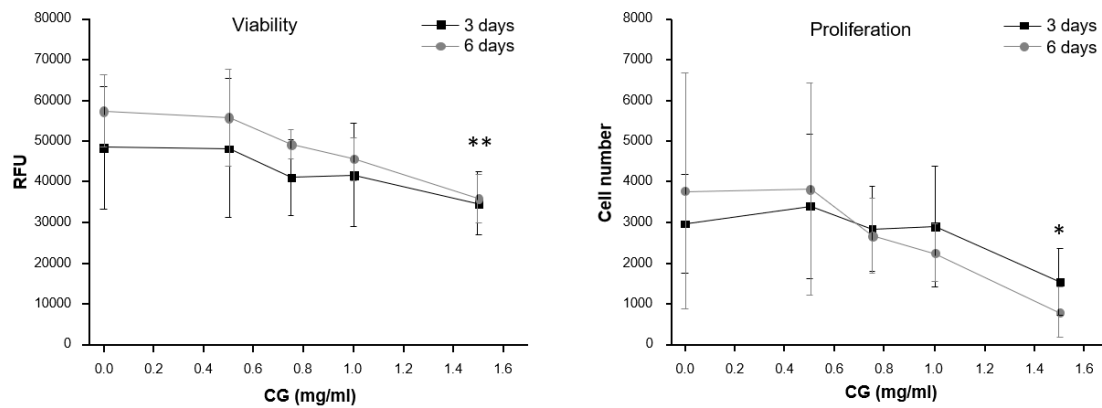 Viability
3 days
6 days
80000
70000
60000
50000
40000
30000
20000
10000
0
RFU
**
0.0 0.2 0.4 0.6 0.8 1.0 1.2 1.4 1.6
CG (mg/ml)
Proliferation
3 days
6 days
8000
7000
6000
5000
4000
3000
2000
1000
0
Cell number
*
0.0 0.2 0.4 0.6 0.8 1.0 1.2 1.4 1.6
CG (mg/ml)